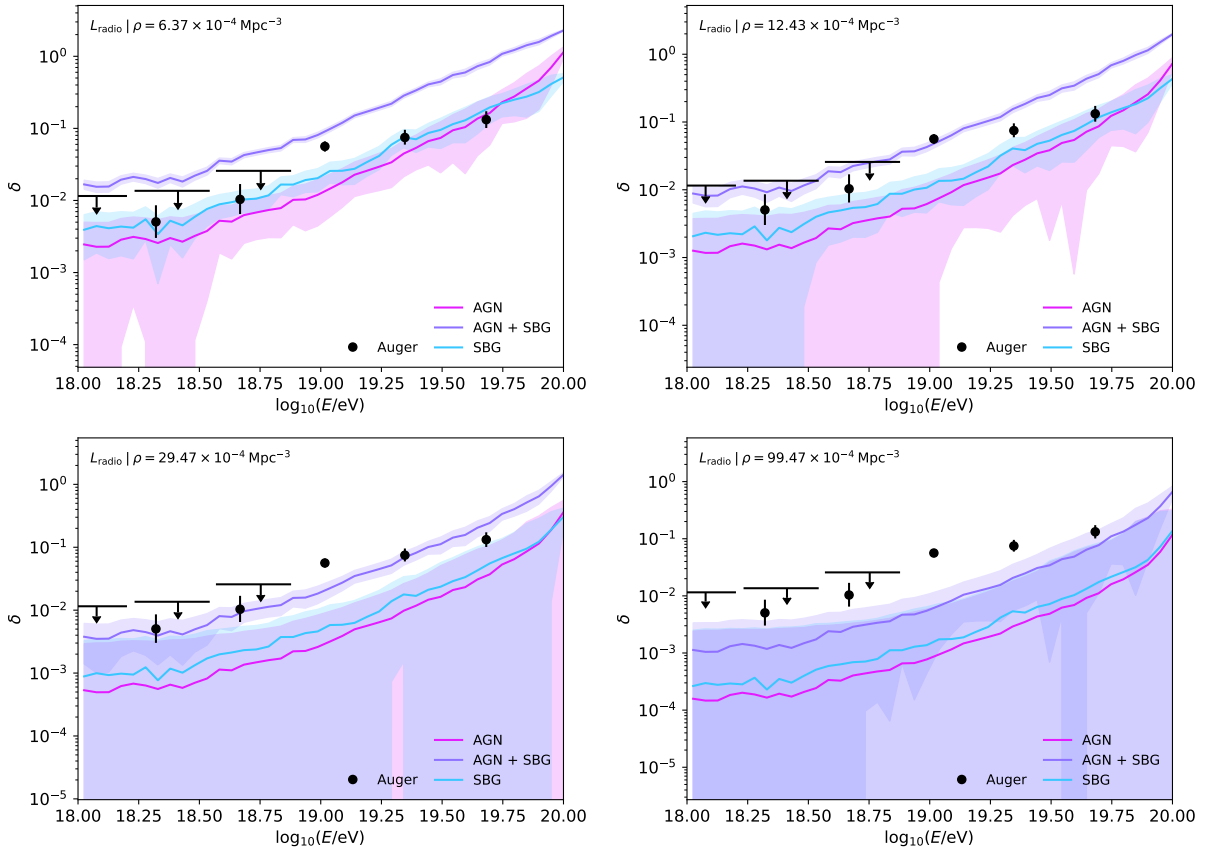 L_radio | ρ = 6.37 × 10⁻⁴ Mpc⁻³
10⁰
10⁻¹
10⁻²
10⁻³
10⁻⁴
δ
AGN
AGN + SBG
Auger
SBG
18.00 18.25 18.50 18.75 19.00 19.25 19.50 19.75 20.00
log₁₀(E/eV)
L_radio | ρ = 12.43 × 10⁻⁴ Mpc⁻³
10⁰
10⁻¹
10⁻²
10⁻³
10⁻⁴
δ
AGN
AGN + SBG
Auger
SBG
18.00 18.25 18.50 18.75 19.00 19.25 19.50 19.75 20.00
log₁₀(E/eV)
L_radio | ρ = 29.47 × 10⁻⁴ Mpc⁻³
10⁰
10⁻¹
10⁻²
10⁻³
10⁻⁴
10⁻⁵
δ
AGN
AGN + SBG
Auger
SBG
18.00 18.25 18.50 18.75 19.00 19.25 19.50 19.75 20.00
log₁₀(E/eV)
L_radio | ρ = 99.47 × 10⁻⁴ Mpc⁻³
10⁰
10⁻¹
10⁻²
10⁻³
10⁻⁴
10⁻⁵
δ
AGN
AGN + SBG
Auger
SBG
18.00 18.25 18.50 18.75 19.00 19.25 19.50 19.75 20.00
log₁₀(E/eV)